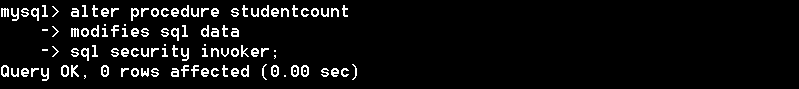 mysql> alter procedure studentcount
    -> modifies sql data
    -> sql security invoker;
Query OK, 0 rows affected (0.00 sec)